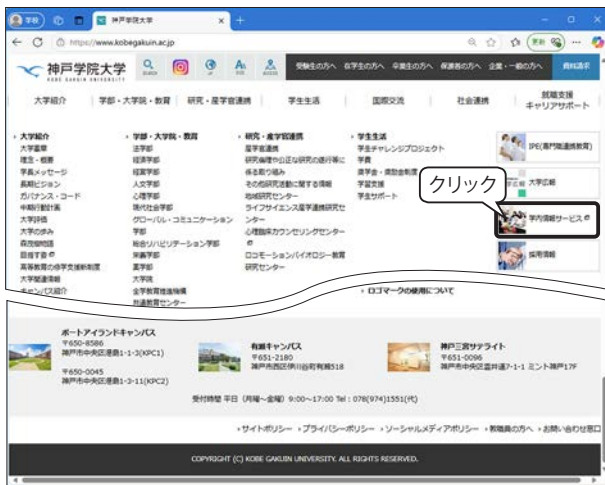 学校
神戸学院大学
更新
https://www.kobegakuin.ac.jp
神戸学院大学
KOBE GAKUIN UNIVERSITY
SEARCH
ACCESS
受験生の方へ 在学生の方へ 卒業生の方へ 保護者の方へ 企業・一般の方へ 資料請求
大学紹介 学部・大学院・教育 研究・産学官連携 学生生活 国際交流 社会連携 就職支援
キャリアサポート
大学紹介
大学憲章
理念・概要
学長メッセージ
長期ビジョン
ガバナンス・コード
中期行動計画
大学評価
大学の歩み
森茂樹物語
目指す
高等教育の修学支援新制度
大学関連情報
キャンパス紹介
学部・大学院・教育
法学部
経済学部
経営学部
人文学部
心理学部
現代社会学部
グローバル・コミュニケーション
学部
総合リハビリテーション学部
栄養学部
薬学部
大学院
全学教育推進機構
共通教育センター
研究・産学官連携
産学官連携
研究倫理や公正な研究の遂行等に
係る取り組み
その他研究活動に関する情報
地域研究センター
ライフサイエンス産学連携研究セ
ンター
心理臨床カウンセリングセンター
ロコモーションバイオロジー教育
研究センター
学生生活
学生チャレンジプロジェクト
学費
奨学金・奨励金制度
学習支援
学生サポート
ロゴマークの使用について
IPE(専門職連携教育)
大学広報
クリック
学内情報サービス
採用情報
ポートアイランドキャンパス
〒650-8586
神戸市中央区港島1-1-3(KPC1)
〒650-0045
神戸市中央区港島1-3-11(KPC2)
有瀬キャンパス
〒651-2180
神戸市西区伊川谷町有瀬518
神戸三宮サテライト
〒651-0096
神戸市中央区雲井通7-1-1 ミント神戸17F
受付時間 平日 (月曜～金曜) 9:00～17:00 Tel : 078(974)1551(代)
サイトポリシー プライバシーポリシー ソーシャルメディアポリシー 教職員の方へ お問い合わせ窓口
COPYRIGHT (C) KOBE GAKUIN UNIVERSITY. ALL RIGHTS RESERVED.